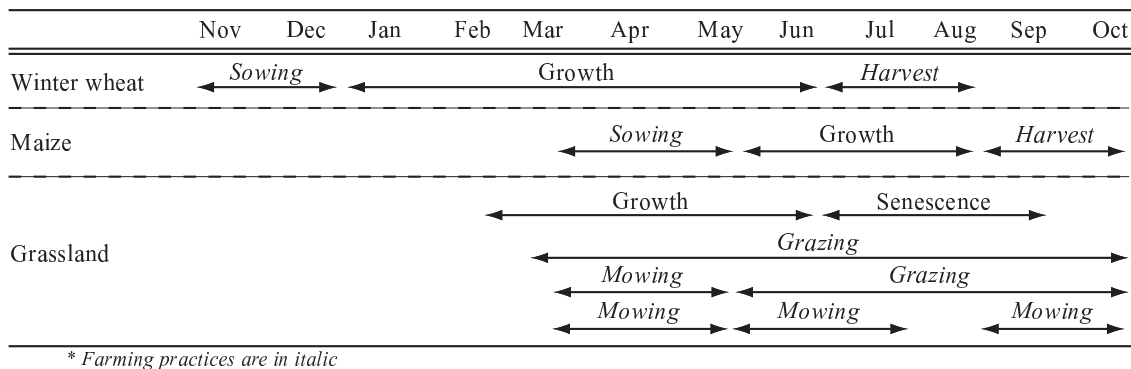 Nov Dec Jan Feb Mar Apr May Jun Jul Aug Sep Oct
Winter wheat Sowing Growth Harvest
Maize Sowing Growth Harvest
Growth Senescence
Grassland Grazing
Mowing Grazing
Mowing Mowing Mowing
* Farming practices are in italic